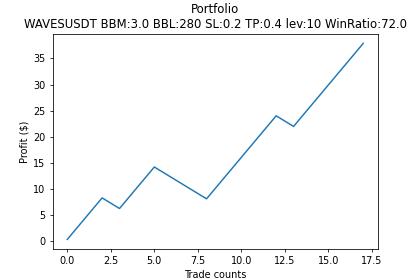 Portfolio
WAVESUSDT BBM:3.0 BBL:280 SL:0.2 TP:0.4 lev:10 WinRatio:72.0
35
30
25
20
15
10
5
0
Profit ($)
0.0 2.5 5.0 7.5 10.0 12.5 15.0 17.5
Trade counts